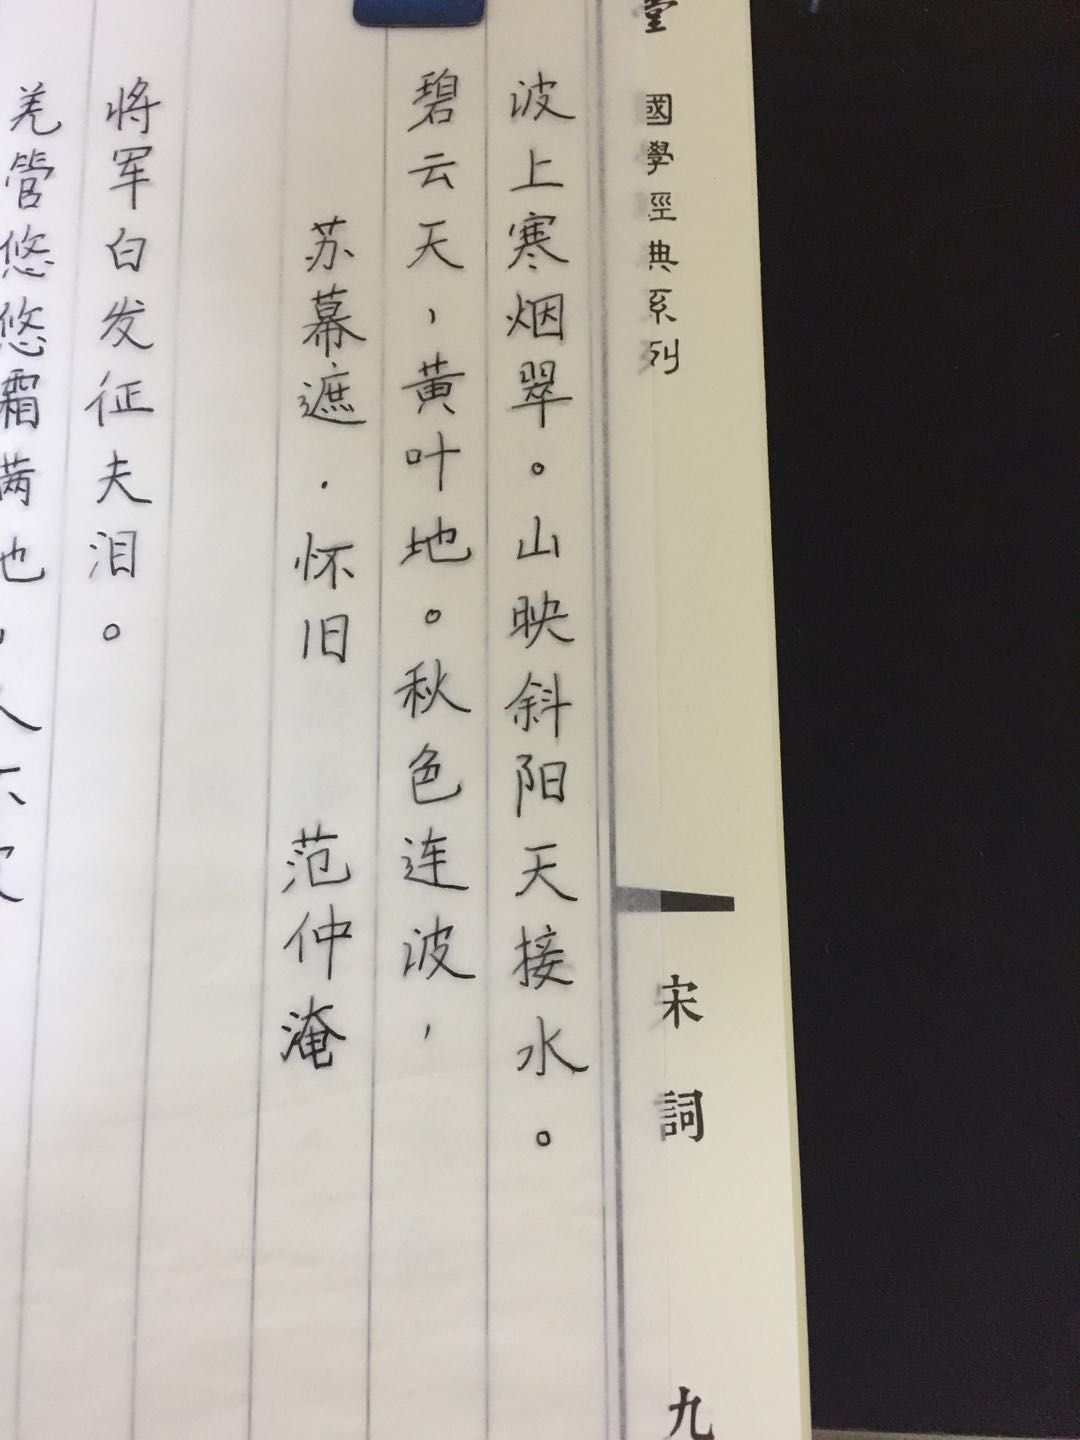 羌管悠悠霜满地，人不
将军白发征夫泪。
苏幕遮·怀旧 范仲淹
碧云天，黄叶地。秋色连波，
波上寒烟翠。山映斜阳天接水。
堂 國學經典系列
宋詞
九